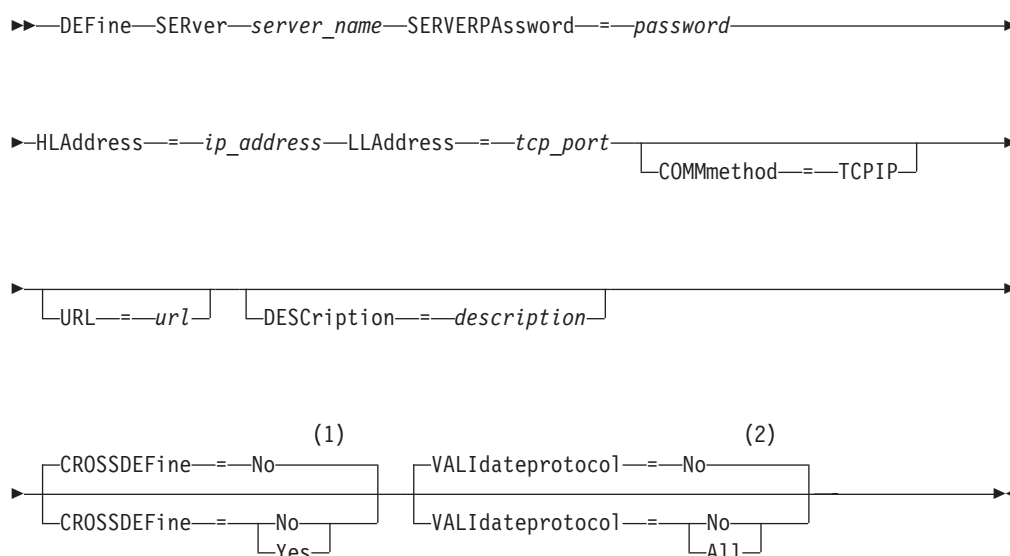 DEFine SERver server_name SERVERPAssword = password
HLAddress = ip_address LLAddress = tcp_port
COMMmethod = TCPIP
URL = url DESCription = description
(1) (2)
CROSSDEFine = No VALIdateprotocol = No
CROSSDEFine = No VALIdateprotocol = No
Yes All